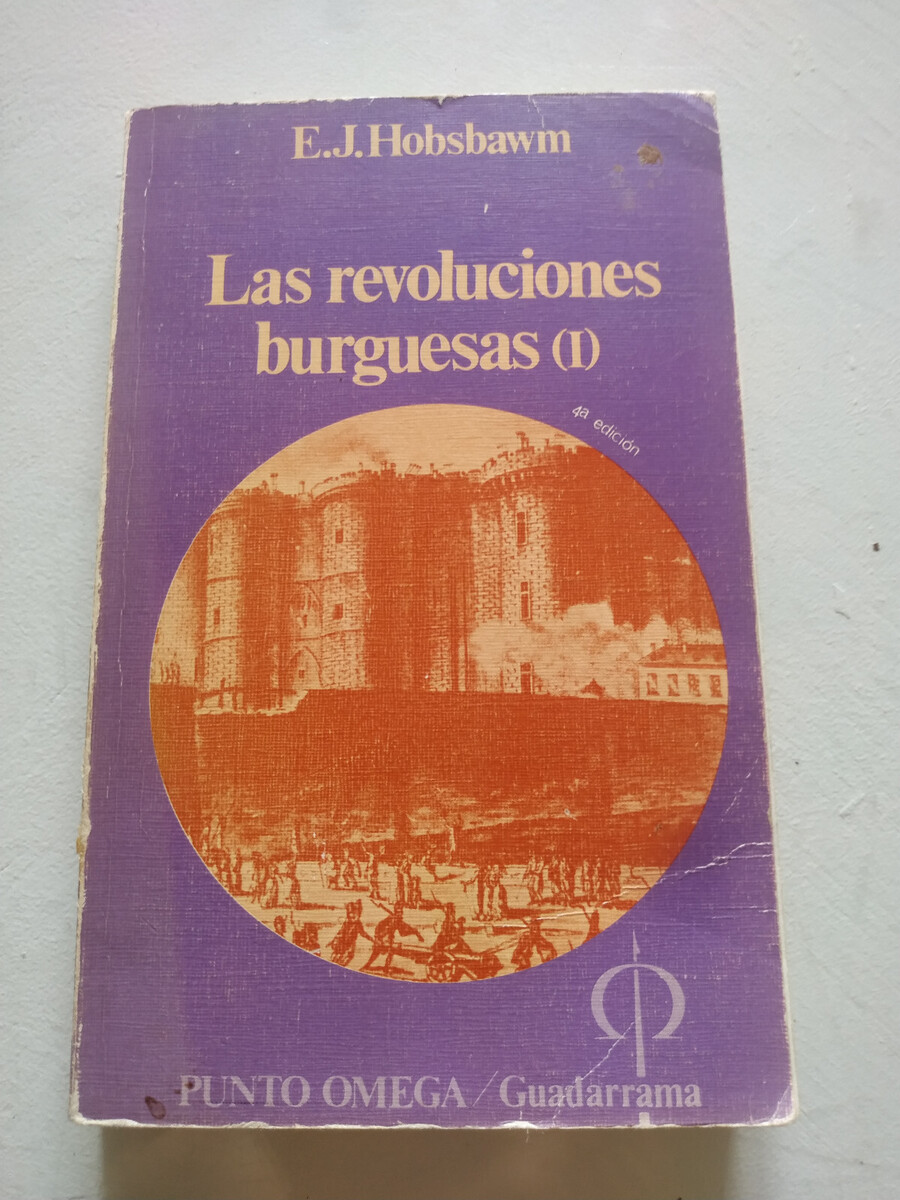 E.J. Hobsbawm
Las revoluciones
burguesas (I)
4a edición
PUNTO OMEGA / Guadarrama